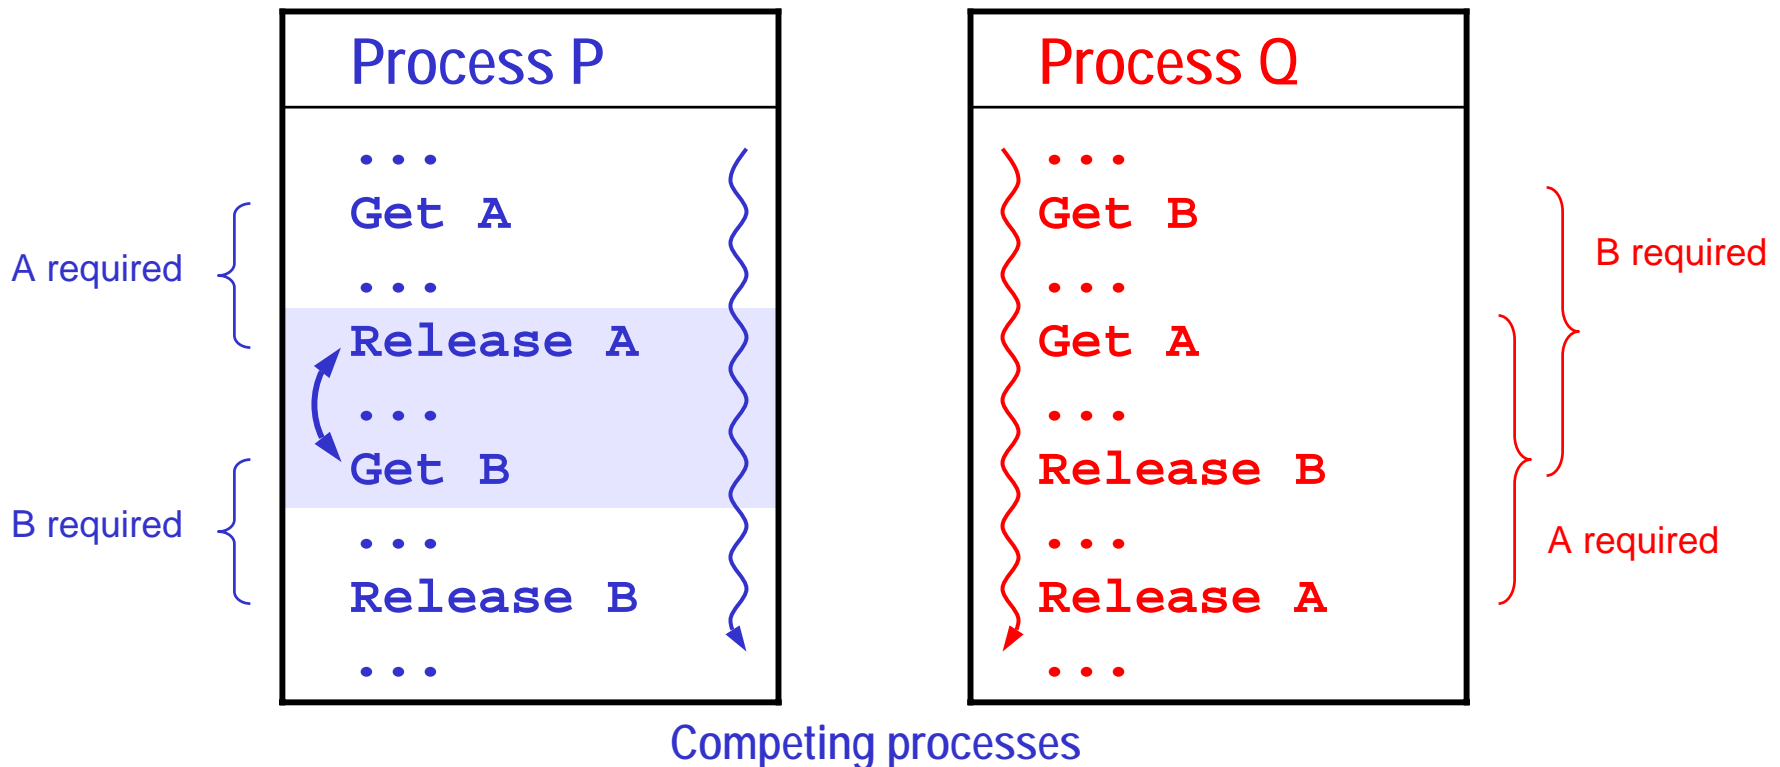 Process P
...
Get A
...
Release A
...
Get B
...
Release B
...
A required
B required
Process Q
...
Get B
...
Get A
...
Release B
...
Release A
...
B required
A required
Competing processes